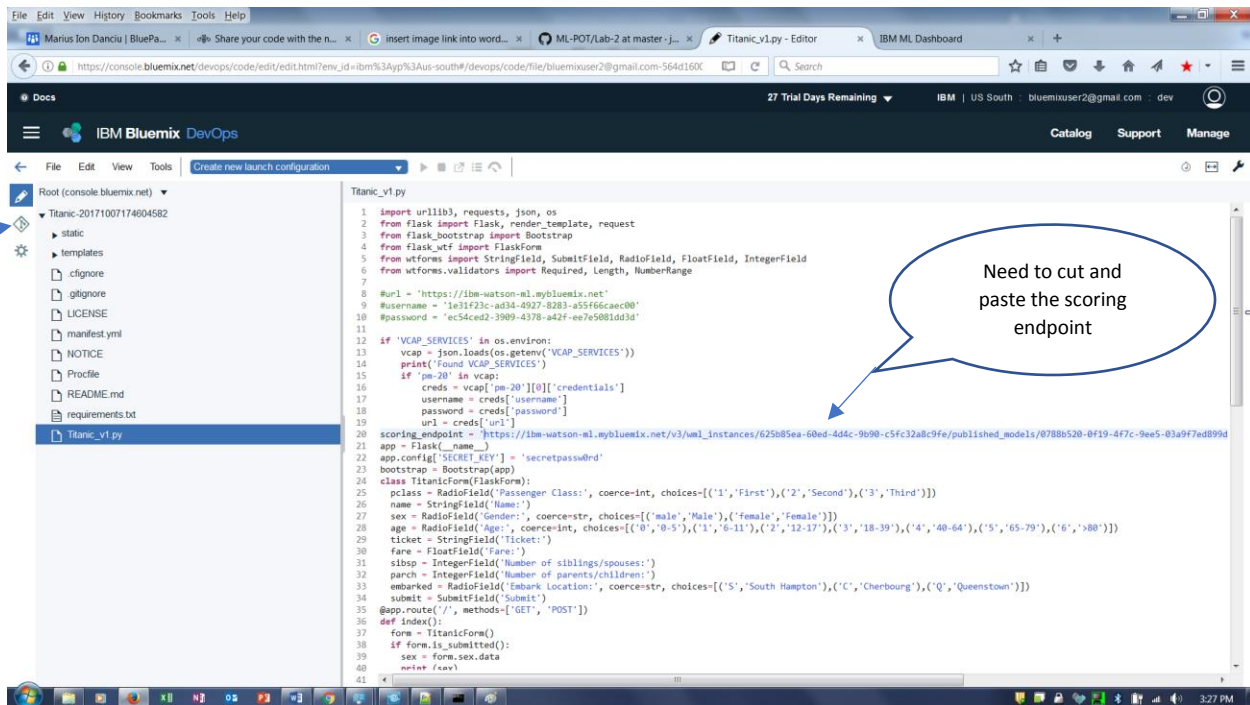 File Edit View History Bookmarks Tools Help
Marius Ion Danciu | BluePa... × Share your code with the n... × insert image link into word... × ML-POT/Lab-2 at master · j... × Titanic_v1.py - Editor × IBM ML Dashboard × +
https://console.bluemix.net/devops/code/edit/edit.html?env_id=ibm%3Ayp%3Aus-south#/devops/code/file/bluemixuser2@gmail.com-564d160( Search
Docs 27 Trial Days Remaining IBM | US South : bluemixuser2@gmail.com : dev
IBM Bluemix DevOps Catalog Support Manage
File Edit View Tools Create new launch configuration
Root (console.bluemix.net)
Titanic-20171007174604582
static
templates
.cfignore
.gitignore
LICENSE
manifest.yml
NOTICE
Procfile
README.md
requirements.txt
Titanic_v1.py
Titanic_v1.py
1 import urllib3, requests, json, os
2 from flask import Flask, render_template, request
3 from flask_bootstrap import Bootstrap
4 from flask_wtf import FlaskForm
5 from wtforms import StringField, SubmitField, RadioField, FloatField, IntegerField
6 from wtforms.validators import Required, Length, NumberRange
7
8 #url = 'https://ibm-watson-ml.mybluemix.net'
9 #username = '1e31f23c-ad34-4927-8283-a55f66caec00'
10 #password = 'ec54ced2-3909-4378-a42f-ee7e5081dd3d'
11
12 if 'VCAP_SERVICES' in os.environ:
13 vcap = json.loads(os.getenv('VCAP_SERVICES'))
14 print('Found VCAP_SERVICES')
15 if 'pm-20' in vcap:
16 creds = vcap['pm-20'][0]['credentials']
17 username = creds['username']
18 password = creds['password']
19 url = creds['url']
20 scoring_endpoint = 'https://ibm-watson-ml.mybluemix.net/v3/wml_instances/625b85ea-60ed-4d4c-9b90-c5fc32a8c9fe/published_models/0788b520-0f19-4f7c-9ee5-03a9f7ed899d
21 app = Flask(__name__)
22 app.config['SECRET_KEY'] = 'secretpassw0rd'
23 bootstrap = Bootstrap(app)
24 class TitanicForm(FlaskForm):
25 pclass = RadioField('Passenger Class:', coerce=int, choices=[('1','First'),('2','Second'),('3','Third')])
26 name = StringField('Name:')
27 sex = RadioField('Gender:', coerce=str, choices=[('male','Male'),('female','Female')])
28 age = RadioField('Age:', coerce=int, choices=[('0','0-5'),('1','6-11'),('2','12-17'),('3','18-39'),('4','40-64'),('5','65-79'),('6','>80')])
29 ticket = StringField('Ticket:')
30 fare = FloatField('Fare:')
31 sibsp = IntegerField('Number of siblings/spouses:')
32 parch = IntegerField('Number of parents/children:')
33 embarked = RadioField('Embark Location:', coerce=str, choices=[('S','South Hampton'),('C','Cherbourg'),('Q','Queenstown')])
34 submit = SubmitField('Submit')
35 @app.route('/', methods=['GET', 'POST'])
36 def index():
37 form = TitanicForm()
38 if form.is_submitted():
39 sex = form.sex.data
40 print (sex)
41
Need to cut and
paste the scoring
endpoint
3:27 PM